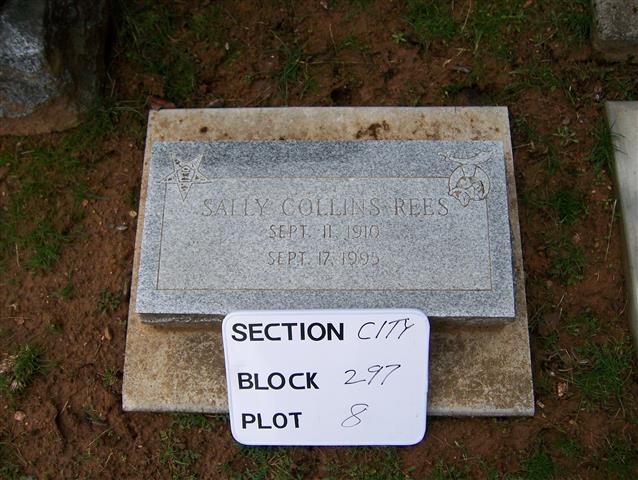 SALLY COLLINS REES
SEPT. 11, 1910
SEPT. 17, 1995
SECTION CITY
BLOCK 297
PLOT 8